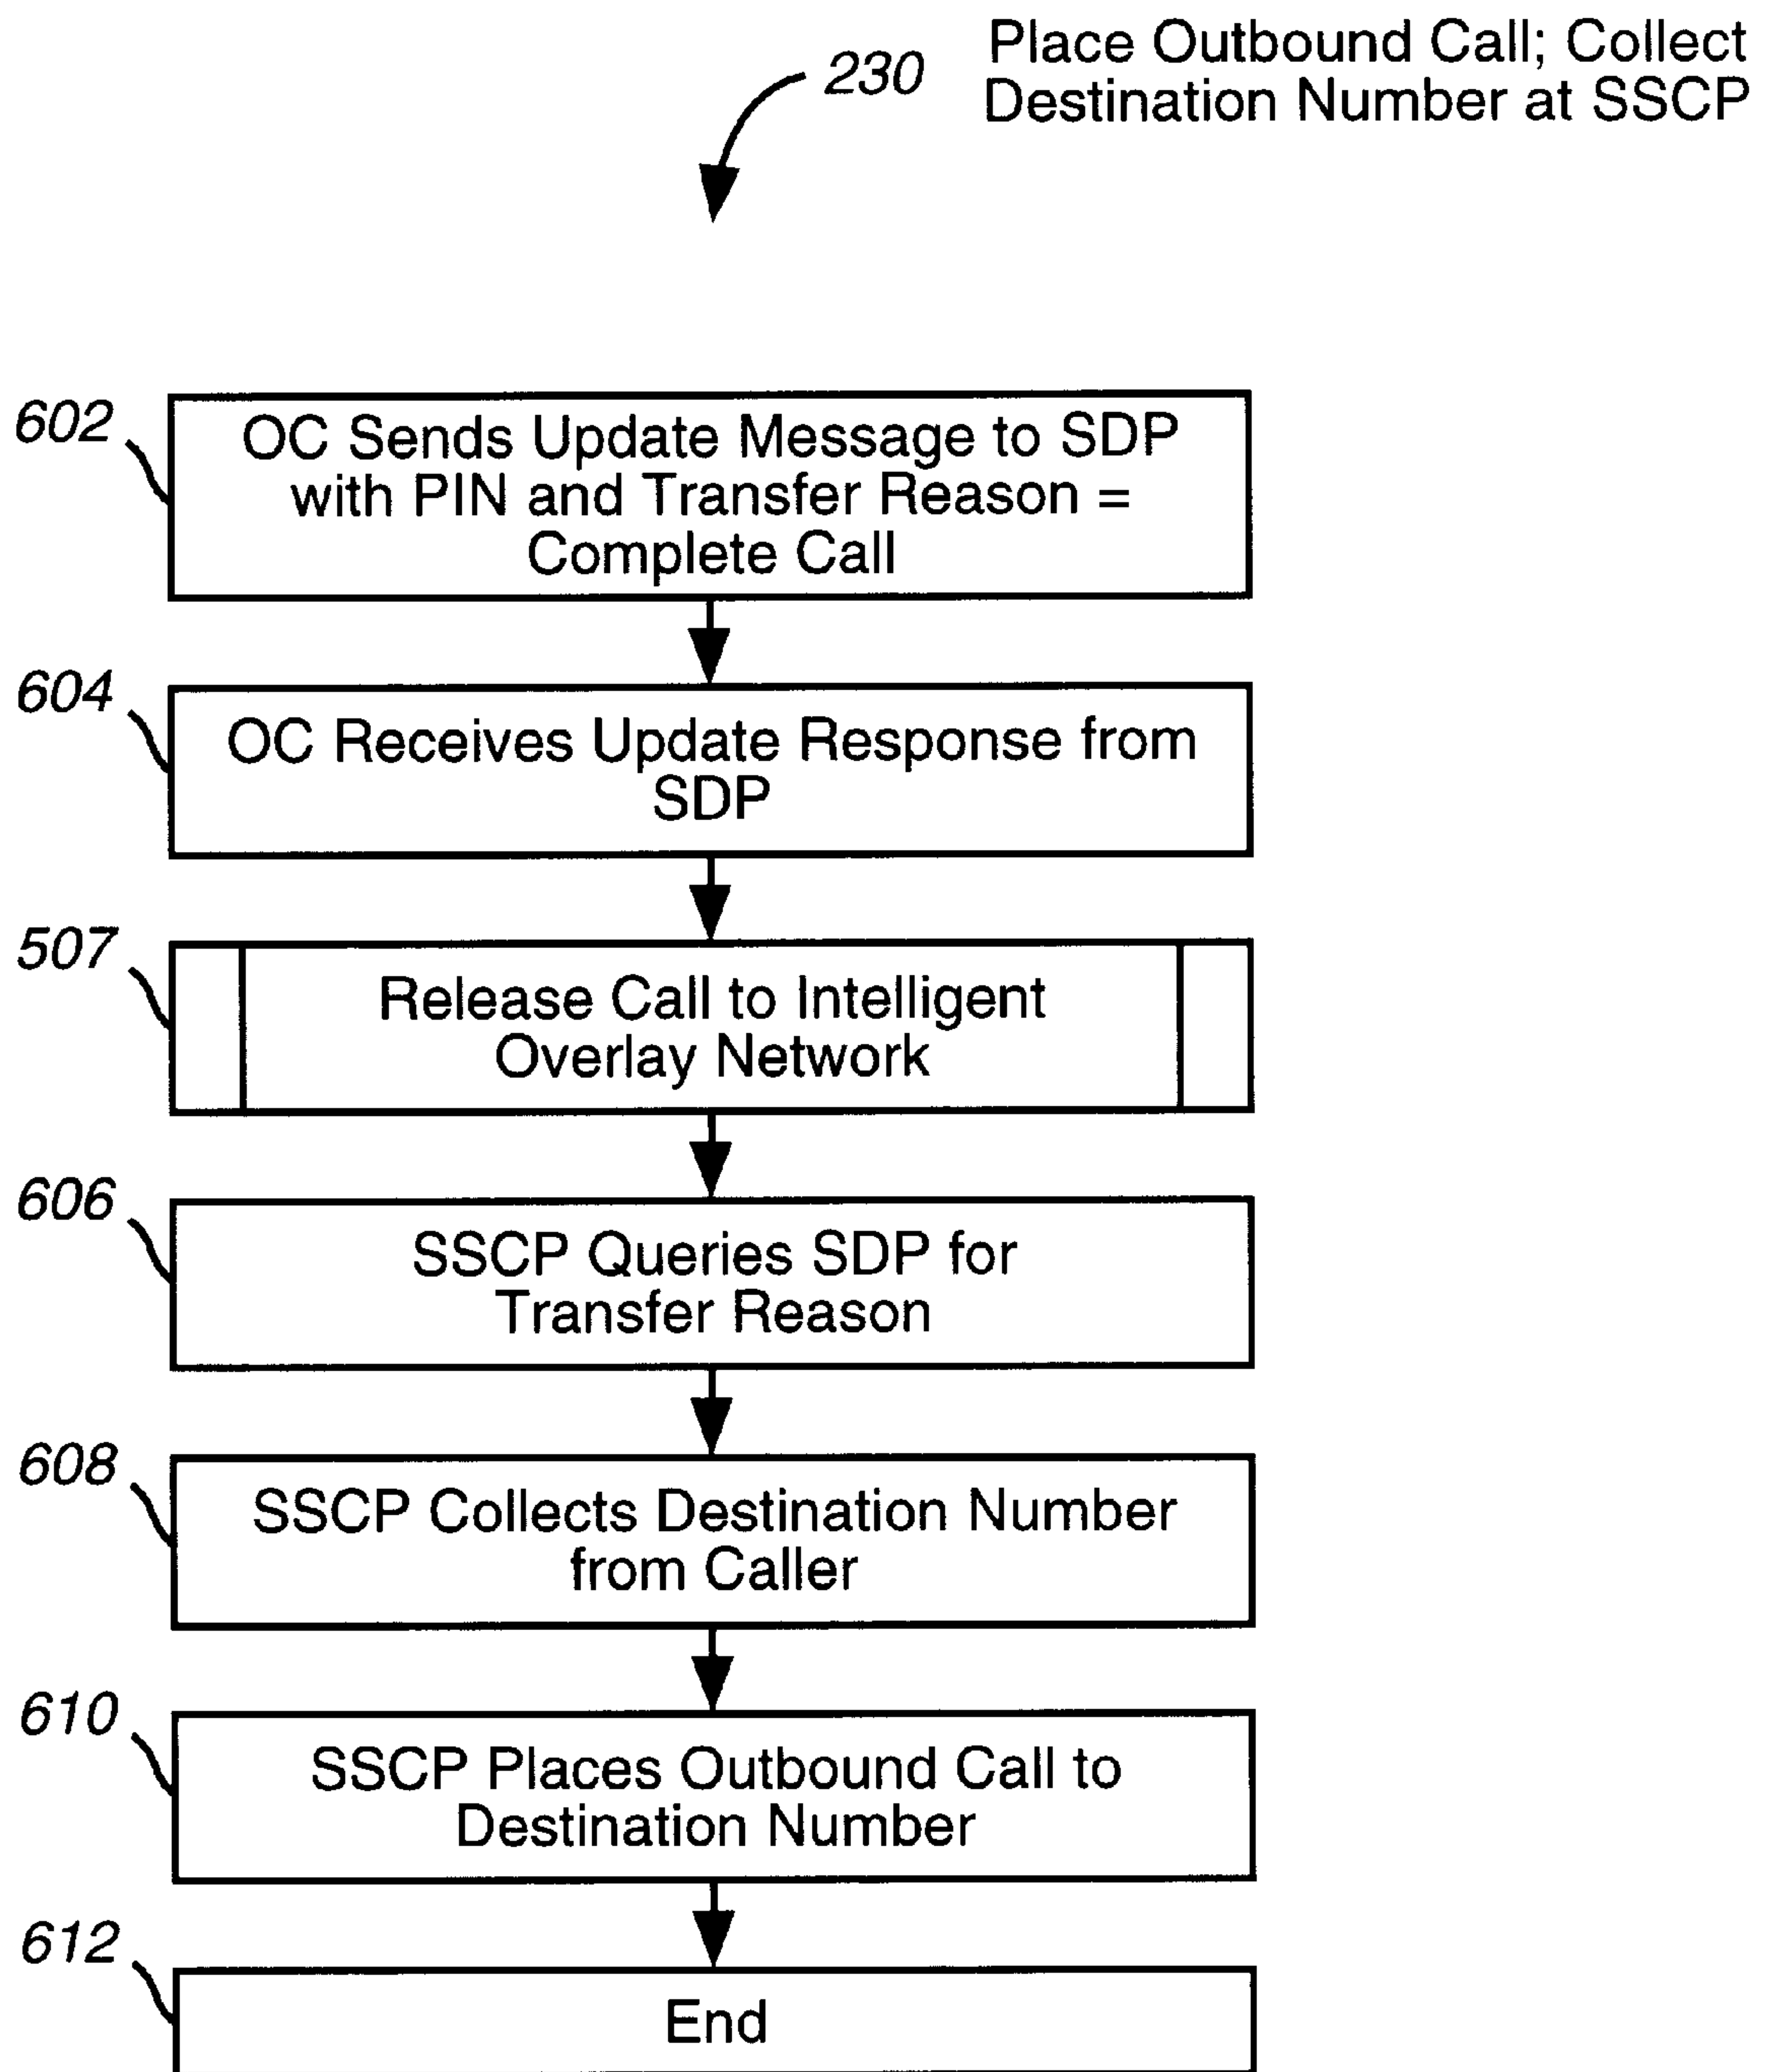 230
Place Outbound Call; Collect
Destination Number at SSCP
602
OC Sends Update Message to SDP
with PIN and Transfer Reason =
Complete Call
604
OC Receives Update Response from
SDP
507
Release Call to Intelligent
Overlay Network
606
SSCP Queries SDP for
Transfer Reason
608
SSCP Collects Destination Number
from Caller
610
SSCP Places Outbound Call to
Destination Number
612
End